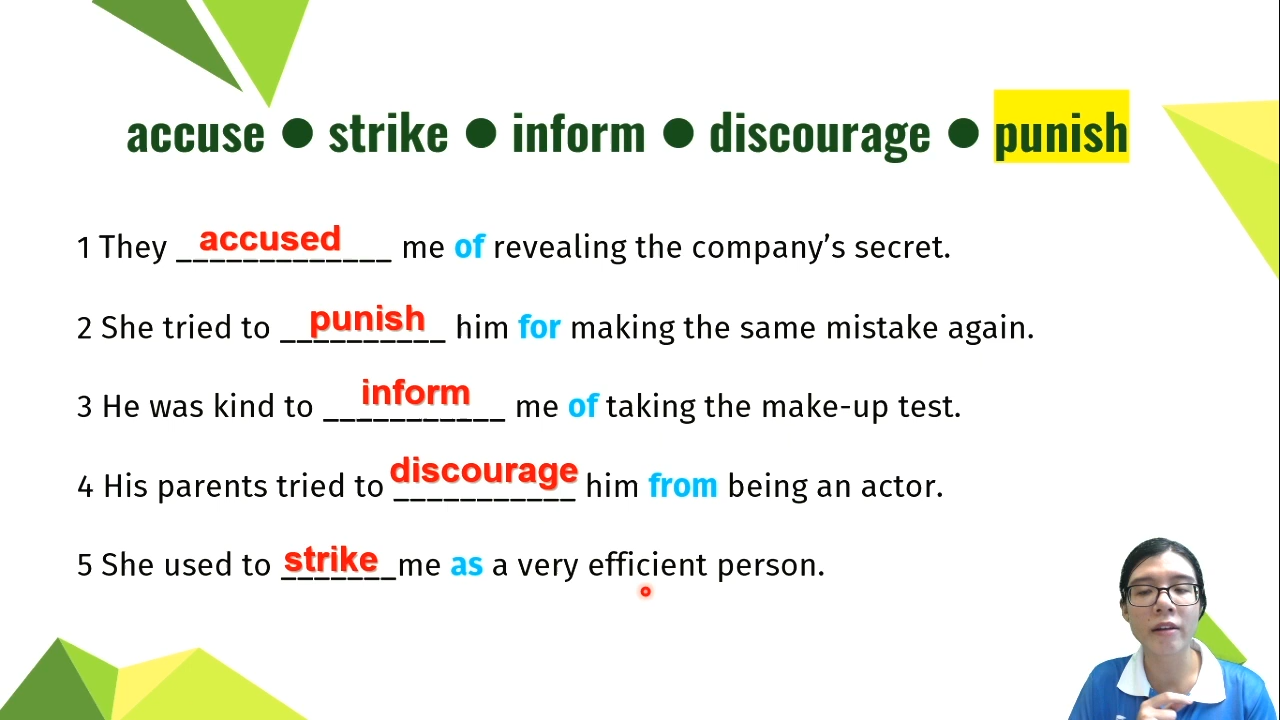 accuse ● strike ● inform ● discourage ● punish
1 They accused me of revealing the company’s secret.
2 She tried to punish him for making the same mistake again.
3 He was kind to inform me of taking the make-up test.
4 His parents tried to discourage him from being an actor.
5 She used to strike me as a very efficient person.